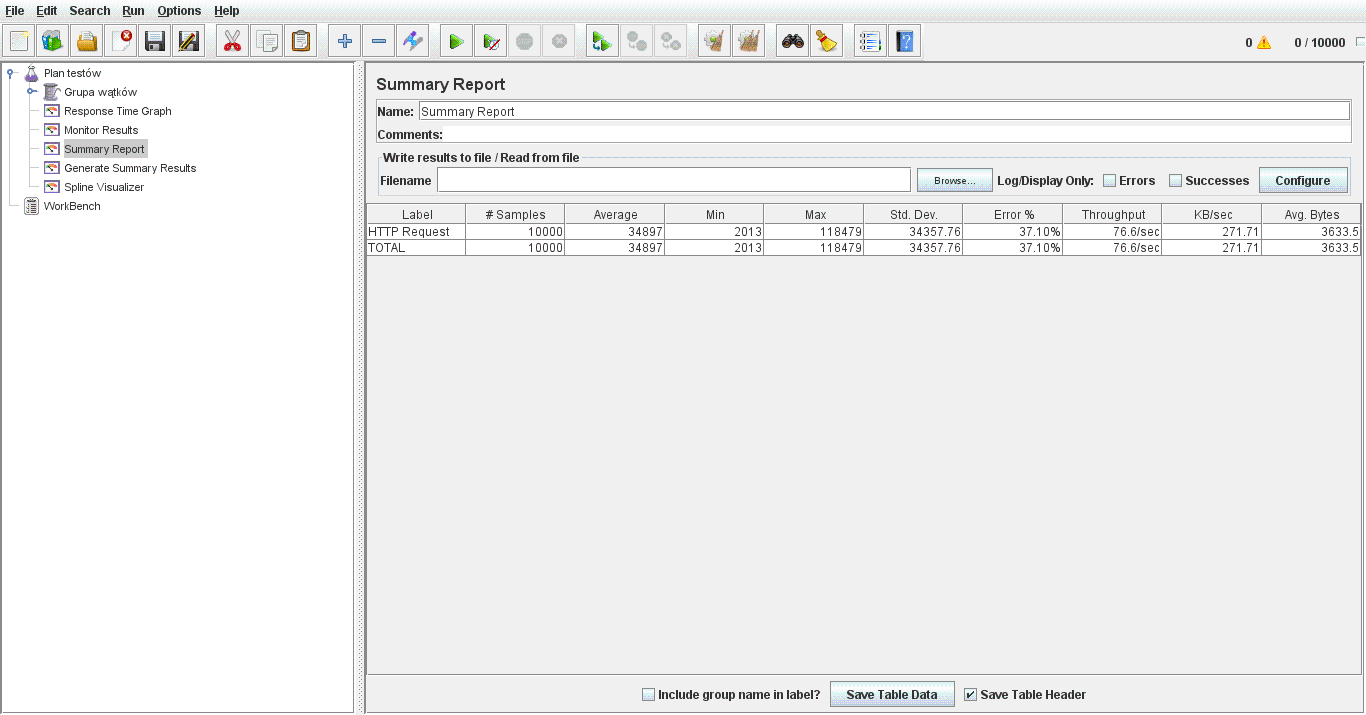 File Edit Search Run Options Help
0 0 / 10000
Plan testów
Grupa wątków
Response Time Graph
Monitor Results
Summary Report
Generate Summary Results
Spline Visualizer
WorkBench
Summary Report
Name: Summary Report
Comments:
Write results to file / Read from file
Filename Browse... Log/Display Only: Errors Successes Configure
Label # Samples Average Min Max Std. Dev. Error % Throughput KB/sec Avg. Bytes
HTTP Request 10000 34897 2013 118479 34357.76 37.10% 76.6/sec 271.71 3633.5
TOTAL 10000 34897 2013 118479 34357.76 37.10% 76.6/sec 271.71 3633.5
Include group name in label? Save Table Data Save Table Header